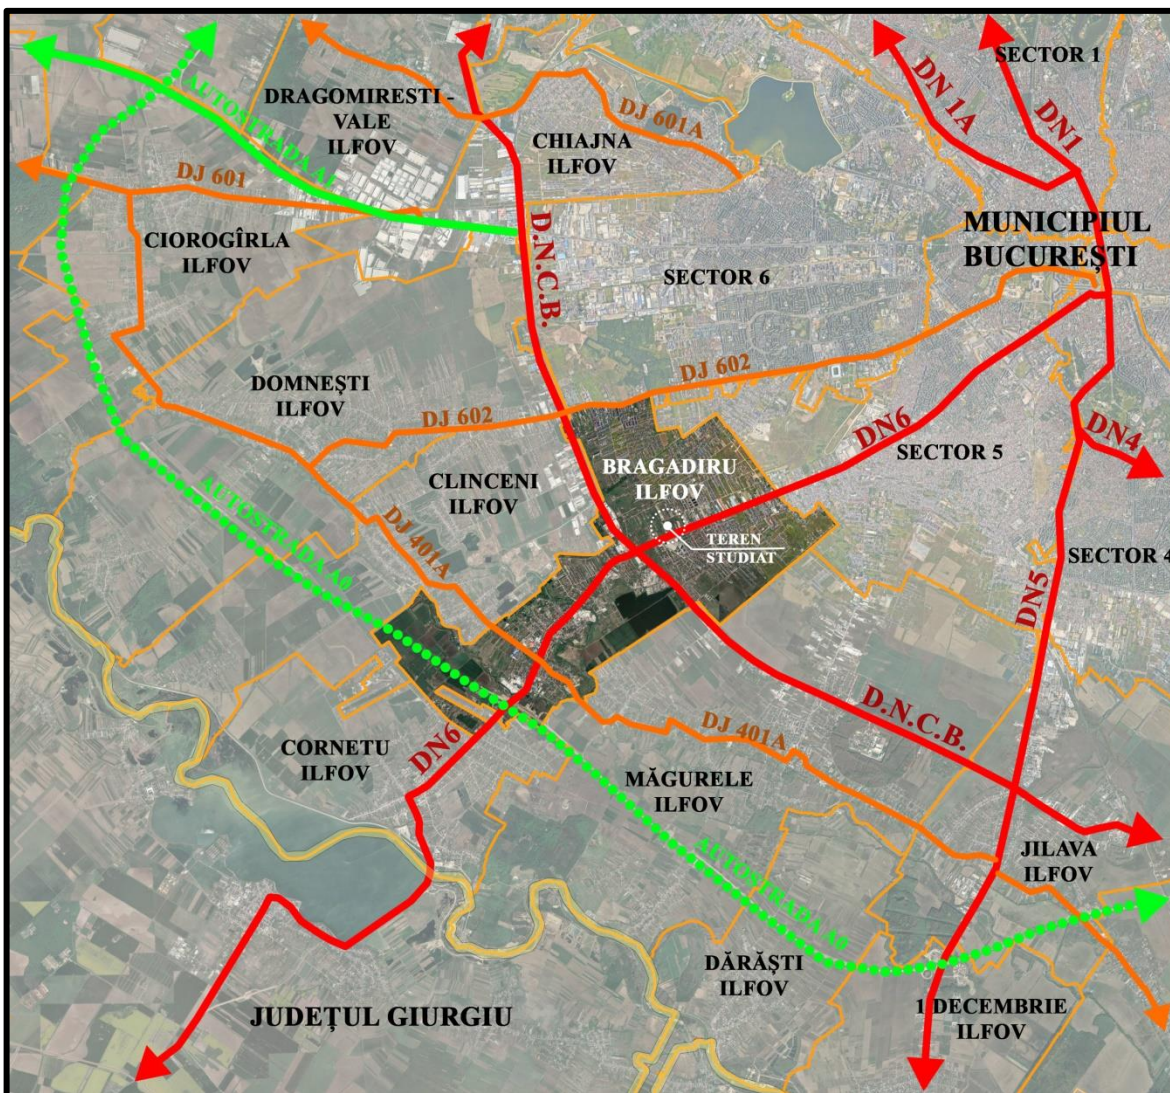 SECTOR 1
DN 1A
DN1
AUTOSTRADA A1
DRAGOMIRESTI -
VALE
ILFOV
DJ 601A
CHIAJNA
ILFOV
DJ 601
CIOROGÎRLA
ILFOV
D.N.C.B.
MUNICIPIUL
BUCUREȘTI
SECTOR 6
DOMNEȘTI
ILFOV
DJ 602
DJ 602
DN6
DN4
SECTOR 5
CLINCENI
ILFOV
BRAGADIRU
ILFOV
TEREN
STUDIAT
AUTOSTRADA A0
DJ 401A
SECTOR 4
DN5
CORNETU
ILFOV
DN6
DJ 401A
D.N.C.B.
MĂGURELE
ILFOV
AUTOSTRADA A0
JILAVA
ILFOV
DĂRĂȘTI
ILFOV
JUDEȚUL GIURGIU
1 DECEMBRIE
ILFOV